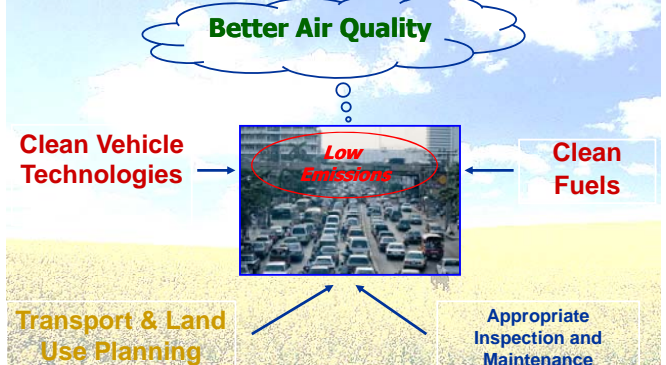 Better Air Quality
Clean Vehicle
Technologies
Low
Emissions
Clean
Fuels
Transport & Land
Use Planning
Appropriate
Inspection and
Maintenance